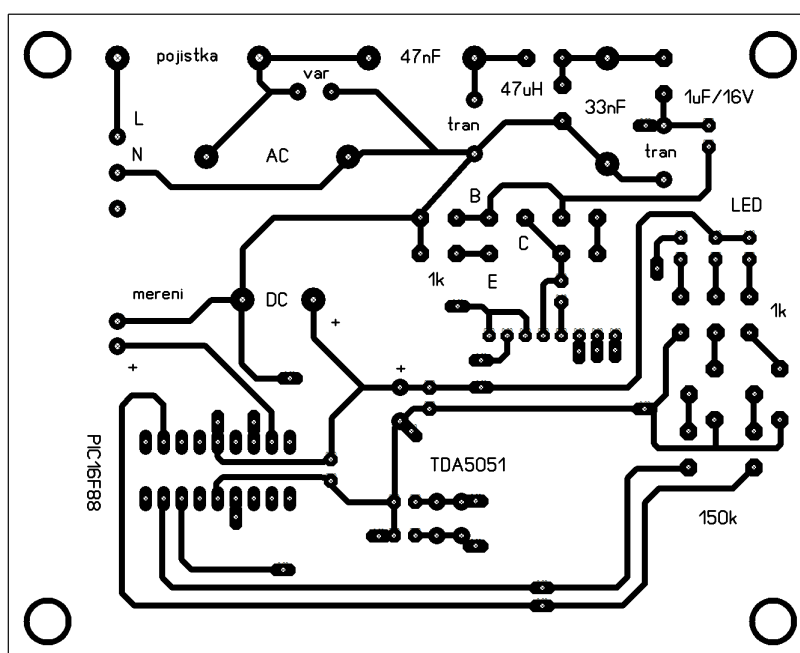 pojistka
47nF
var
47uH
33nF
1uF/16V
L
tran
N
AC
tran
B
LED
C
1k
E
mereni
DC
1k
+
+
+
PIC16F88
TDA5051
150k